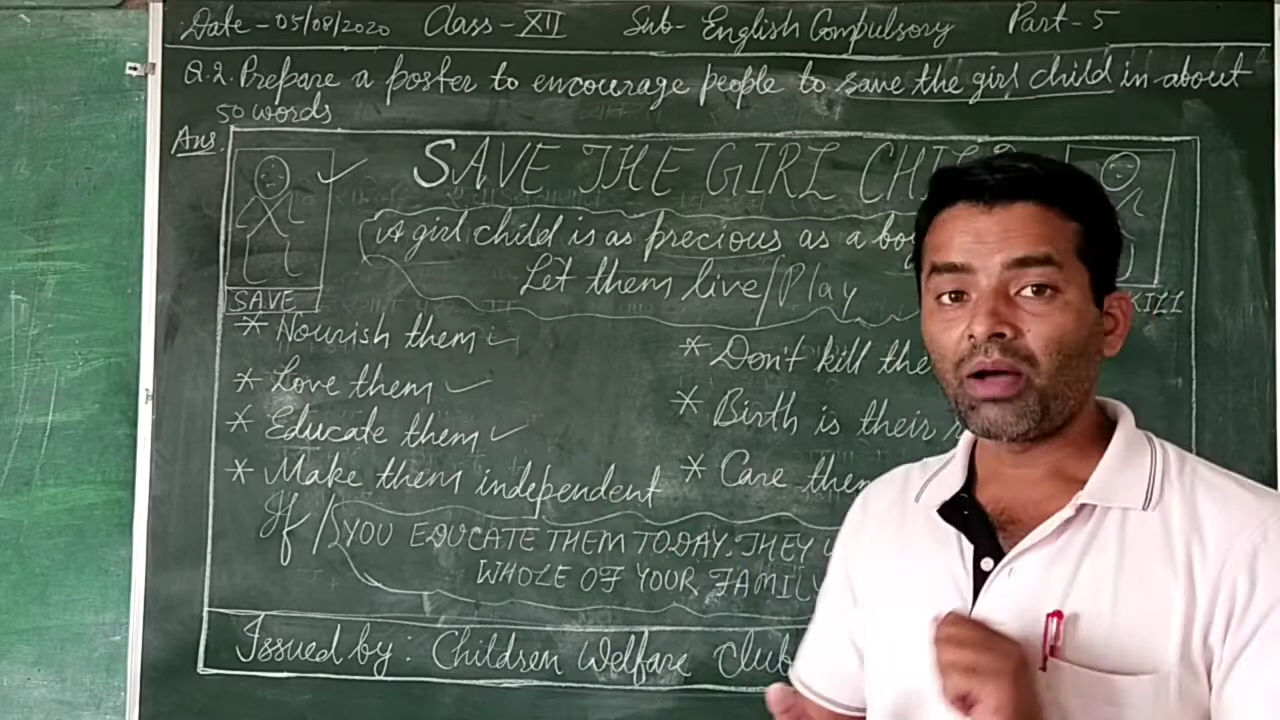 Date - 05/08/2020 Class - XII Sub - English Compulsory Part - 5
Q.2. Prepare a poster to encourage people to save the girl child in about
50 words
Ans.
SAVE THE GIRL
A girl child is as precious as a
Let them live/Play
SAVE
KILL
* Nourish them
* Love them
* Educate them
* Make them independent
* Don't kill
* Birth is their
* Care
If / YOU EDUCATE THEM TODAY. THEY
WHOLE OF YOUR FAMILY
Issued by: Children Welfare Club